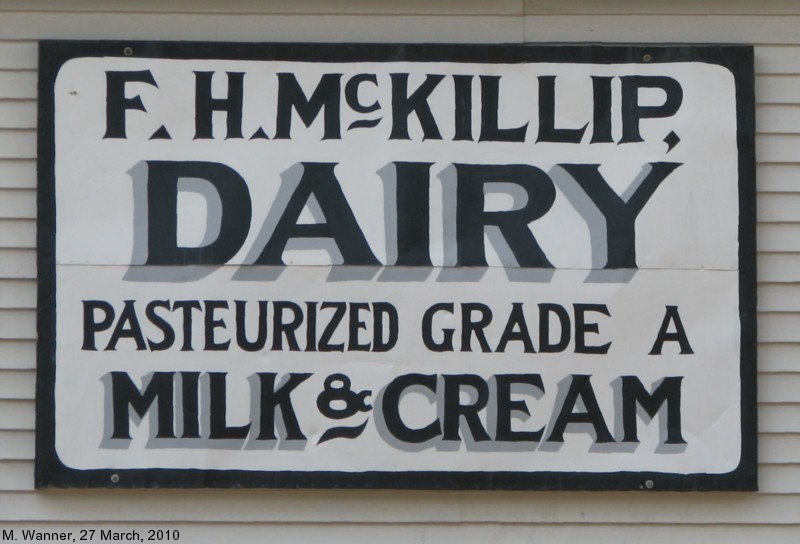 F. H. McKILLIP,
DAIRY
PASTEURIZED GRADE A
MILK & CREAM
M. Wanner, 27 March, 2010